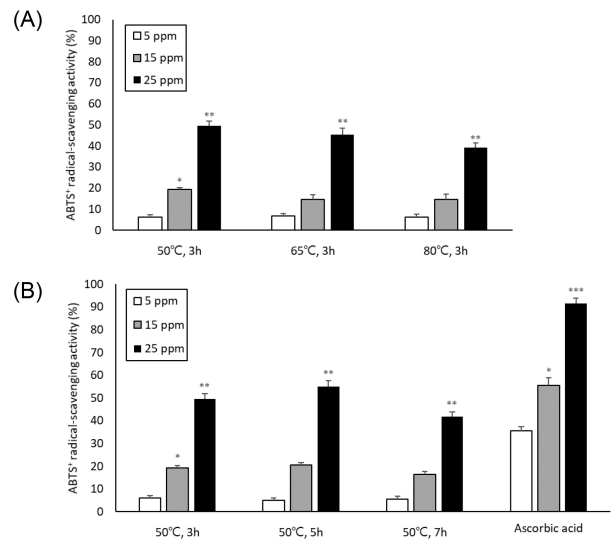 (A)
ABTS⁺ radical-scavenging activity (%)
100
90
80
70
60
50
40
30
20
10
0
5 ppm
15 ppm
25 ppm
*
**
**
**
50℃, 3h
65℃, 3h
80℃, 3h
(B)
ABTS⁺ radical-scavenging activity (%)
100
90
80
70
60
50
40
30
20
10
0
5 ppm
15 ppm
25 ppm
*
**
**
**
*
***
50℃, 3h
50℃, 5h
50℃, 7h
Ascorbic acid